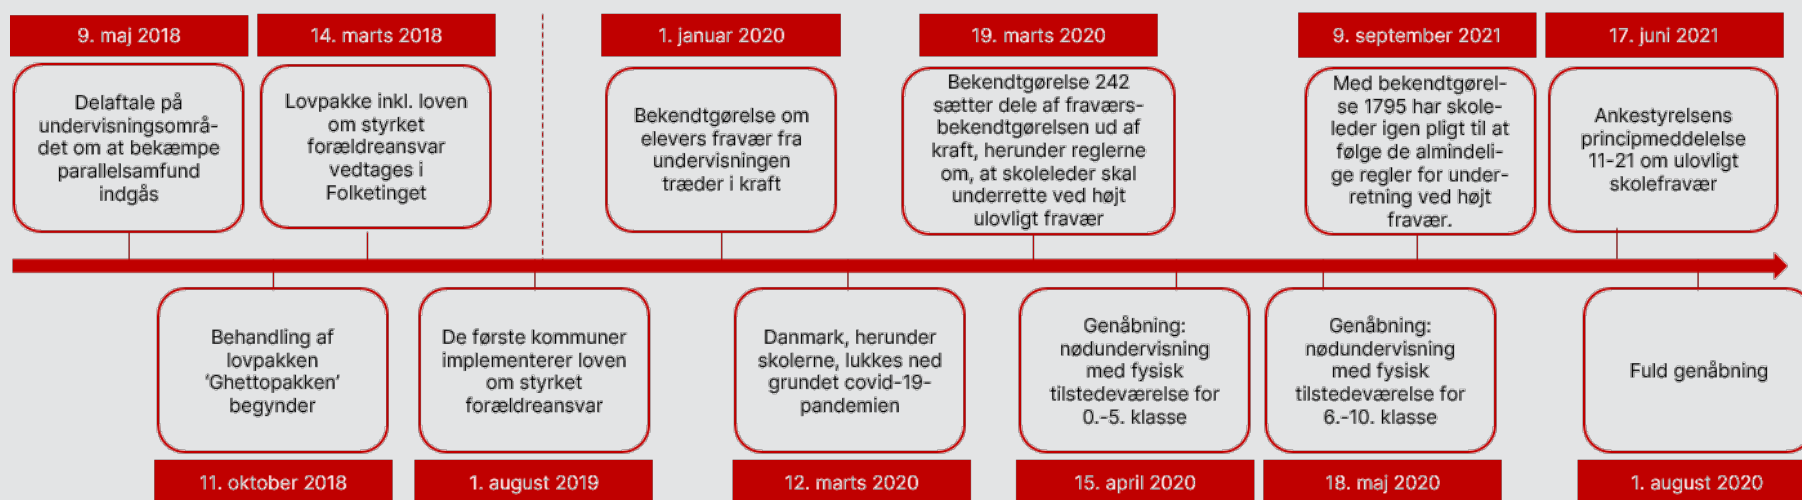 9. maj 2018
Delaftale på
undervisningsområ-
det om at bekæmpe
parallelsamfund
indgås
14. marts 2018
Lovpakke inkl. loven
om styrket
forældreansvar
vedtages i
Folketinget
1. januar 2020
Bekendtgørelse om
elevers fravær fra
undervisningen
træder i kraft
19. marts 2020
Bekendtgørelse 242
sætter dele af fraværs-
bekendtgørelsen ud af
kraft, herunder reglerne
om, at skoleleder skal
underrette ved højt
ulovligt fravær
9. september 2021
Med bekendtgørel-
se 1795 har skole-
leder igen pligt til at
følge de almindeli-
ge regler for under-
retning ved højt
fravær.
17. juni 2021
Ankestyrelsens
principmeddelelse
11-21 om ulovligt
skolefravær
Behandling af
lovpakken
'Ghettopakken'
begynder
11. oktober 2018
De første kommuner
implementerer loven
om styrket
forældreansvar
1. august 2019
Danmark, herunder
skolerne, lukkes ned
grundet covid-19-
pandemien
12. marts 2020
Genåbning:
nødundervisning
med fysisk
tilstedeværelse for
0.-5. klasse
15. april 2020
Genåbning:
nødundervisning
med fysisk
tilstedeværelse for
6.-10. klasse
18. maj 2020
Fuld genåbning
1. august 2020